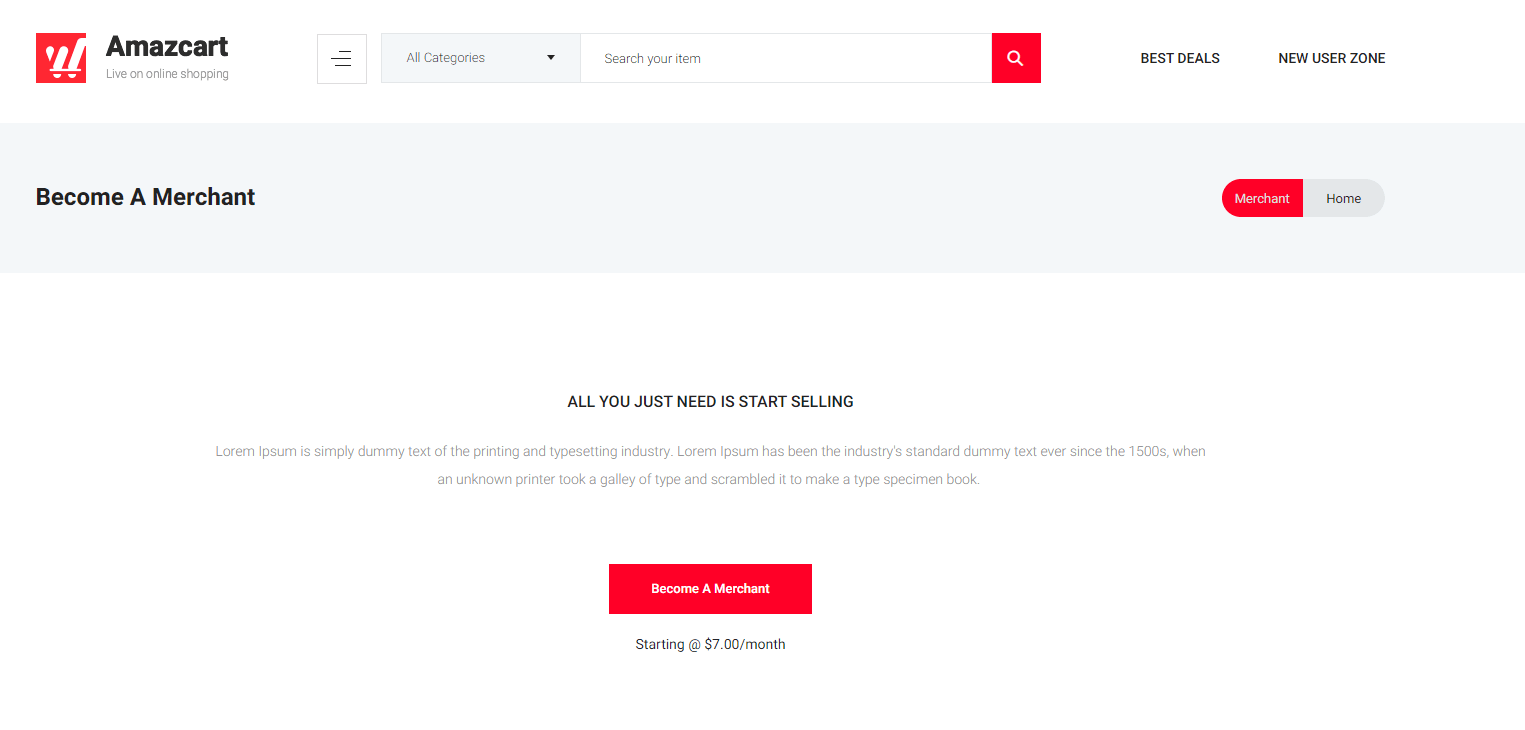 Amazcart
Live on online shopping
All Categories
Search your item
BEST DEALS
NEW USER ZONE
Become A Merchant
Merchant
Home
ALL YOU JUST NEED IS START SELLING
Lorem Ipsum is simply dummy text of the printing and typesetting industry. Lorem Ipsum has been the industry's standard dummy text ever since the 1500s, when
an unknown printer took a galley of type and scrambled it to make a type specimen book.
Become A Merchant
Starting @ $7.00/month